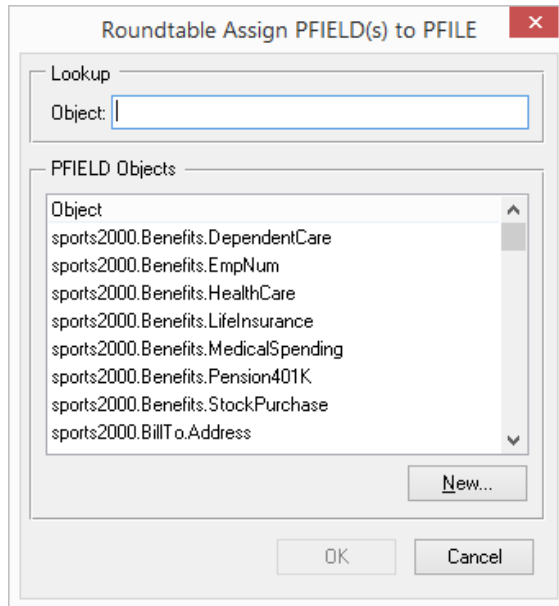 Roundtable Assign PFIELD(s) to PFILE
Lookup
Object:
PFIELD Objects
Object
sports2000.Benefits.DependentCare
sports2000.Benefits.EmpNum
sports2000.Benefits.HealthCare
sports2000.Benefits.LifeInsurance
sports2000.Benefits.MedicalSpending
sports2000.Benefits.Pension401K
sports2000.Benefits.StockPurchase
sports2000.BillTo.Address
New...
OK Cancel